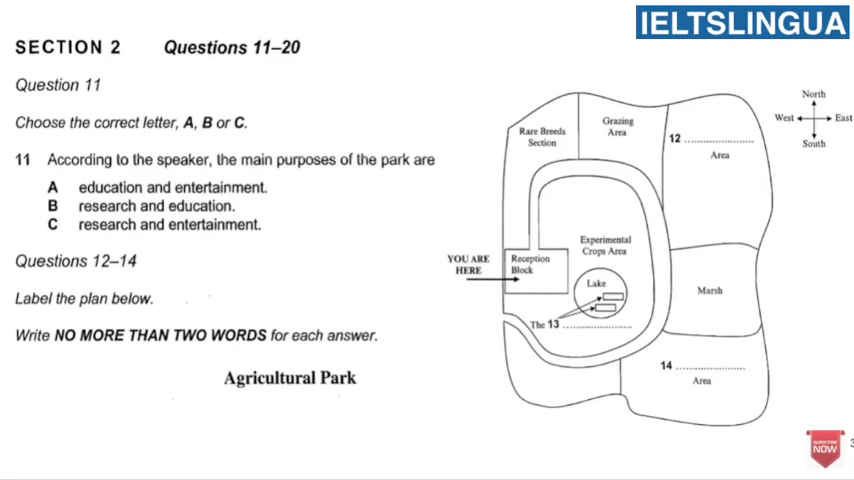 IELTSLINGUA
SECTION 2 Questions 11–20
Question 11
Choose the correct letter, A, B or C.
11 According to the speaker, the main purposes of the park are
A education and entertainment.
B research and education.
C research and entertainment.
Questions 12–14
Label the plan below.
Write NO MORE THAN TWO WORDS for each answer.
Agricultural Park
North
West East
South
Rare Breeds
Section
Grazing
Area
12 ....................
Area
Experimental
Crops Area
YOU ARE
HERE
Reception
Block
Lake
Marsh
The 13 ....................
14 ....................
Area
SUBSCRIBE
NOW
3